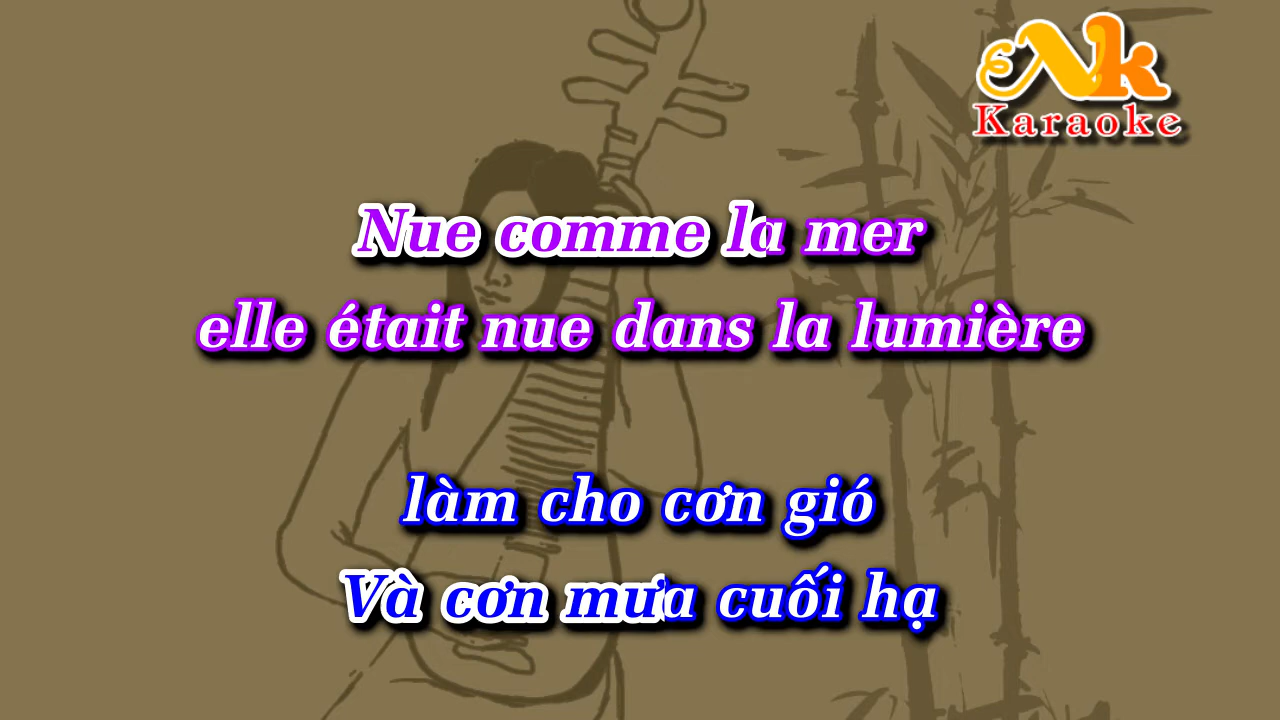 Nk
Karaoke
Nue comme la mer
elle était nue dans la lumière
làm cho cơn gió
Và cơn mưa cuối hạ